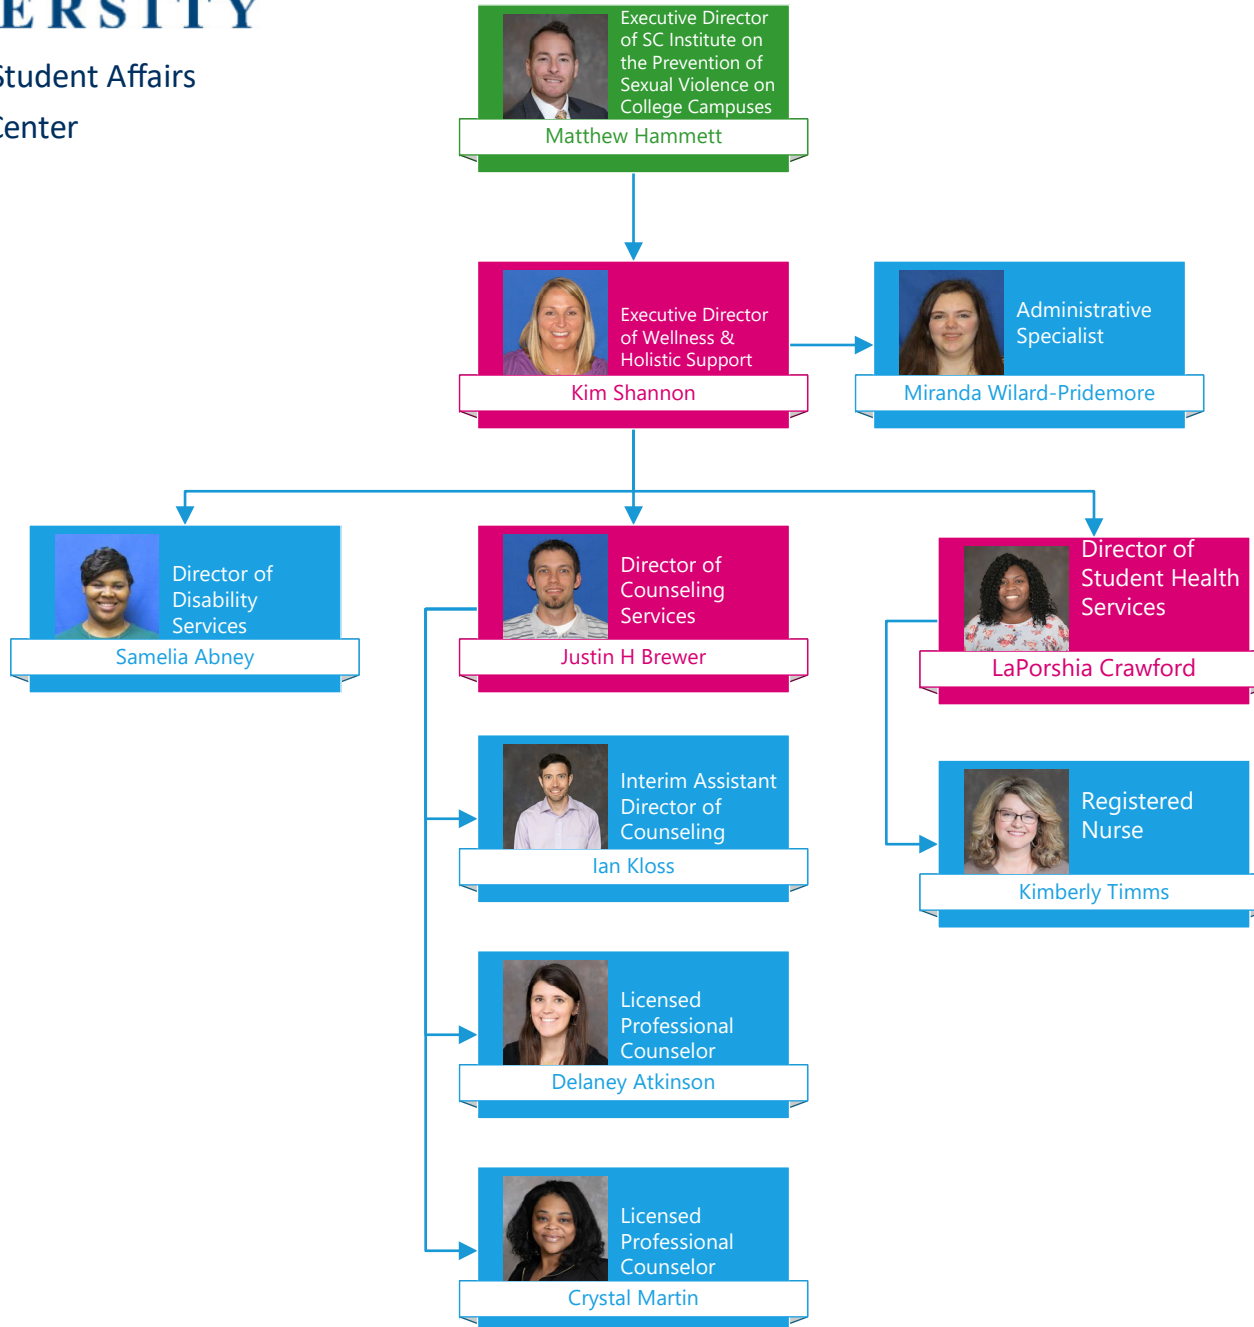 ERSITY
Student Affairs
Center
Executive Director
of SC Institute on
the Prevention of
Sexual Violence on
College Campuses
Matthew Hammett
Executive Director
of Wellness &
Holistic Support
Kim Shannon
Administrative
Specialist
Miranda Wilard-Pridemore
Director of
Disability
Services
Samelia Abney
Director of
Counseling
Services
Justin H Brewer
Director of
Student Health
Services
LaPorshia Crawford
Interim Assistant
Director of
Counseling
Ian Kloss
Registered
Nurse
Kimberly Timms
Licensed
Professional
Counselor
Delaney Atkinson
Licensed
Professional
Counselor
Crystal Martin